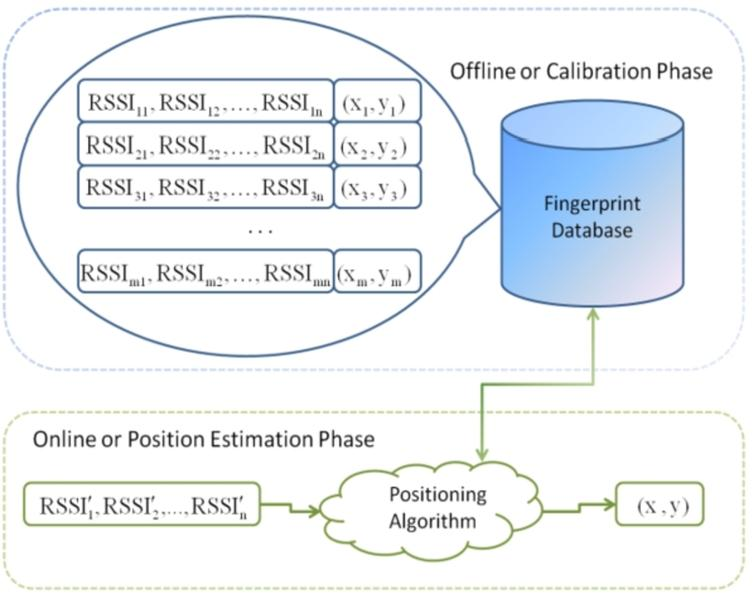 Offline or Calibration Phase
RSSI₁₁, RSSI₁₂, ..., RSSI₁ₙ (x₁, y₁)
RSSI₂₁, RSSI₂₂, ..., RSSI₂ₙ (x₂, y₂)
RSSI₃₁, RSSI₃₂, ..., RSSI₃ₙ (x₃, y₃)
...
RSSIₘ₁, RSSIₘ₂, ..., RSSIₘₙ (xₘ, yₘ)
Fingerprint
Database
Online or Position Estimation Phase
RSSI′₁, RSSI′₂, ..., RSSI′ₙ
Positioning
Algorithm
(x, y)